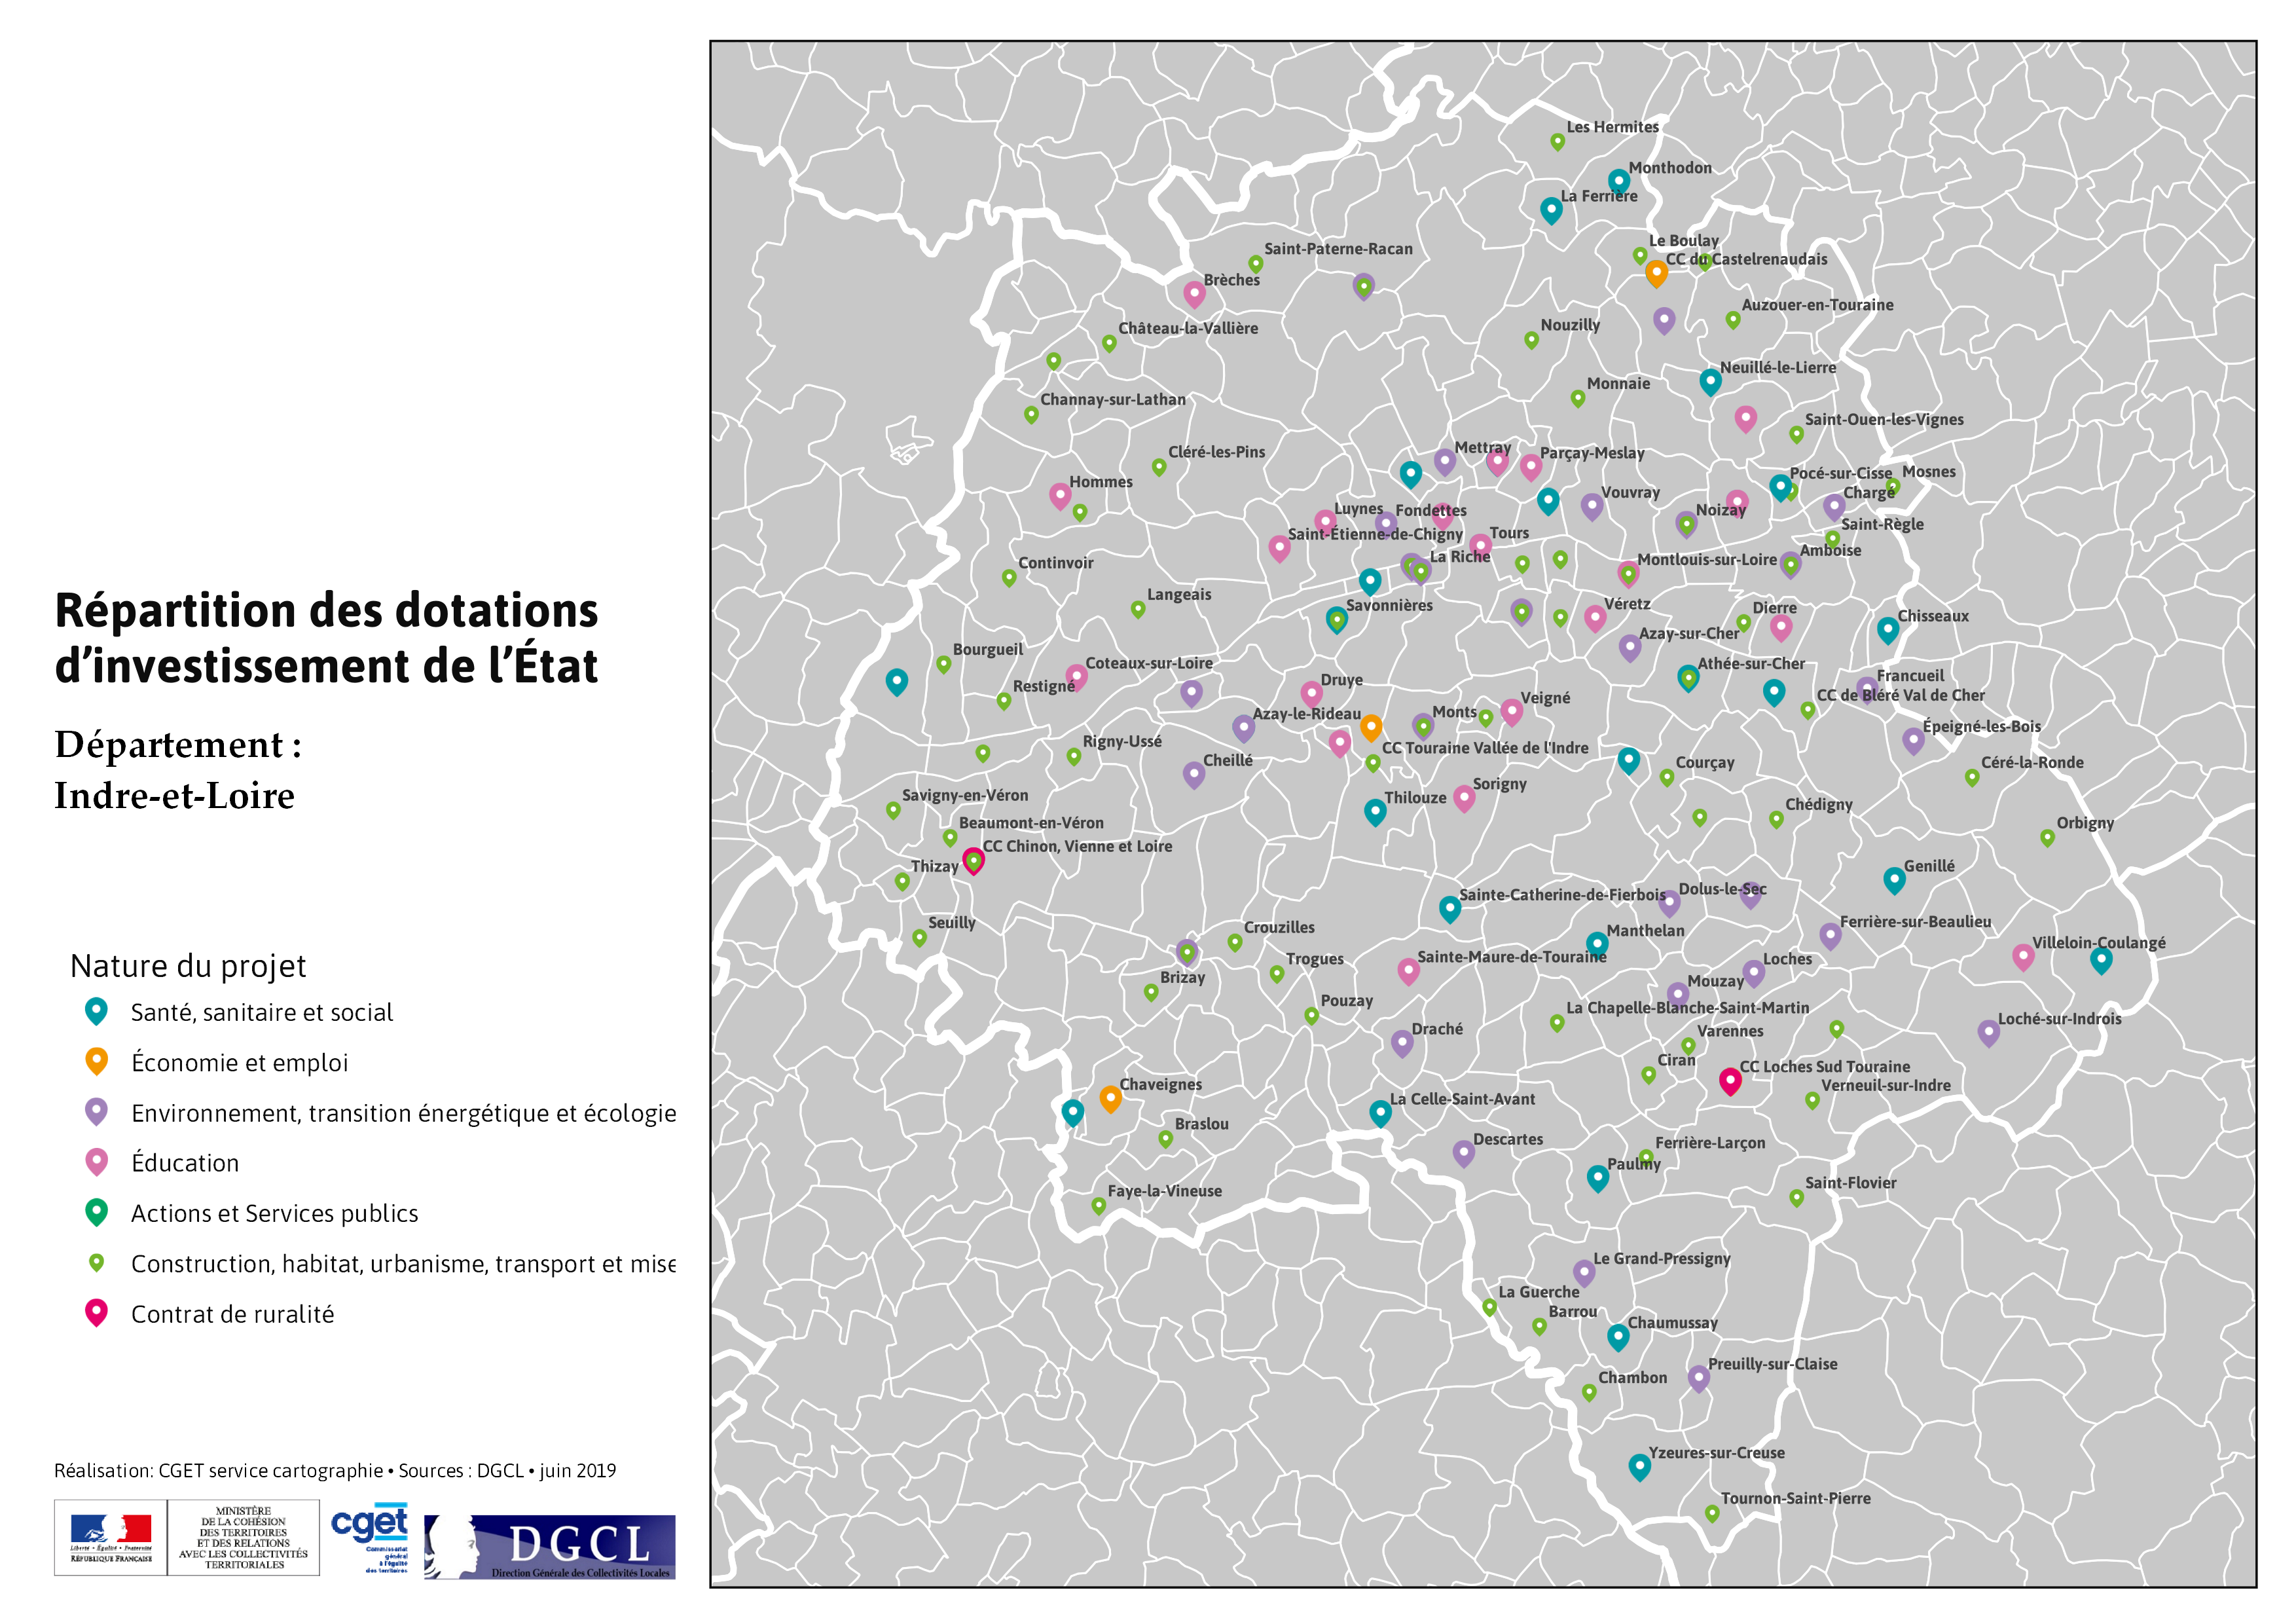 Répartition des dotations
d’investissement de l’État
Département :
Indre-et-Loire
Nature du projet
Santé, sanitaire et social
Économie et emploi
Environnement, transition énergétique et écologie
Éducation
Actions et Services publics
Construction, habitat, urbanisme, transport et mise
Contrat de ruralité
Réalisation: CGET service cartographie • Sources : DGCL • juin 2019
Liberté • Égalité • Fraternité
RÉPUBLIQUE FRANÇAISE
MINISTÈRE
DE LA COHÉSION
DES TERRITOIRES
ET DES RELATIONS
AVEC LES COLLECTIVITÉS
TERRITORIALES
cget
Commissariat
général
à l'égalité
des territoires
DGCL
Direction Générale des Collectivités Locales
Les Hermites
Monthodon
La Ferrière
Le Boulay
Saint-Paterne-Racan
CC du Castelrenaudais
Brèches
Auzouer-en-Touraine
Château-la-Vallière
Nouzilly
Neuillé-le-Lierre
Monnaie
Channay-sur-Lathan
Saint-Ouen-les-Vignes
Cléré-les-Pins
Mettray
Parçay-Meslay
Pocé-sur-Cisse
Mosnes
Hommes
Vouvray
Chargé
Luynes
Fondettes
Noizay
Saint-Règle
Saint-Étienne-de-Chigny
Tours
Amboise
La Riche
Montlouis-sur-Loire
Continvoir
Langeais
Savonnières
Véretz
Dierre
Chisseaux
Azay-sur-Cher
Bourgueil
Coteaux-sur-Loire
Athée-sur-Cher
Francueil
Restigné
Druye
CC de Bléré Val de Cher
Veigné
Azay-le-Rideau
Monts
Épeigné-les-Bois
Rigny-Ussé
CC Touraine Vallée de l'Indre
Cheillé
Courçay
Céré-la-Ronde
Sorigny
Savigny-en-Véron
Thilouze
Chédigny
Beaumont-en-Véron
Orbigny
CC Chinon, Vienne et Loire
Thizay
Genillé
Sainte-Catherine-de-Fierbois
Dolus-le-Sec
Seuilly
Crouzilles
Ferrière-sur-Beaulieu
Manthelan
Villeloin-Coulangé
Trogues
Sainte-Maure-de-Touraine
Loches
Brizay
Mouzay
Pouzay
La Chapelle-Blanche-Saint-Martin
Loché-sur-Indrois
Draché
Varennes
Ciran
CC Loches Sud Touraine
Chaveignes
Verneuil-sur-Indre
La Celle-Saint-Avant
Braslou
Descartes
Ferrière-Larçon
Paulmy
Saint-Flovier
Faye-la-Vineuse
Le Grand-Pressigny
La Guerche
Barrou
Chaumussay
Preuilly-sur-Claise
Chambon
Yzeures-sur-Creuse
Tournon-Saint-Pierre